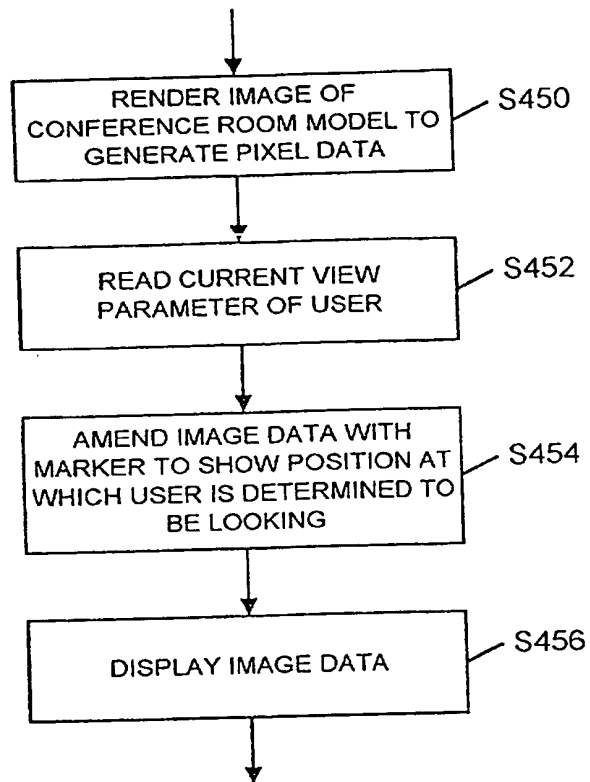 RENDER IMAGE OF
CONFERENCE ROOM MODEL TO
GENERATE PIXEL DATA
S450
READ CURRENT VIEW
PARAMETER OF USER
S452
AMEND IMAGE DATA WITH
MARKER TO SHOW POSITION AT
WHICH USER IS DETERMINED TO
BE LOOKING
S454
DISPLAY IMAGE DATA
S456